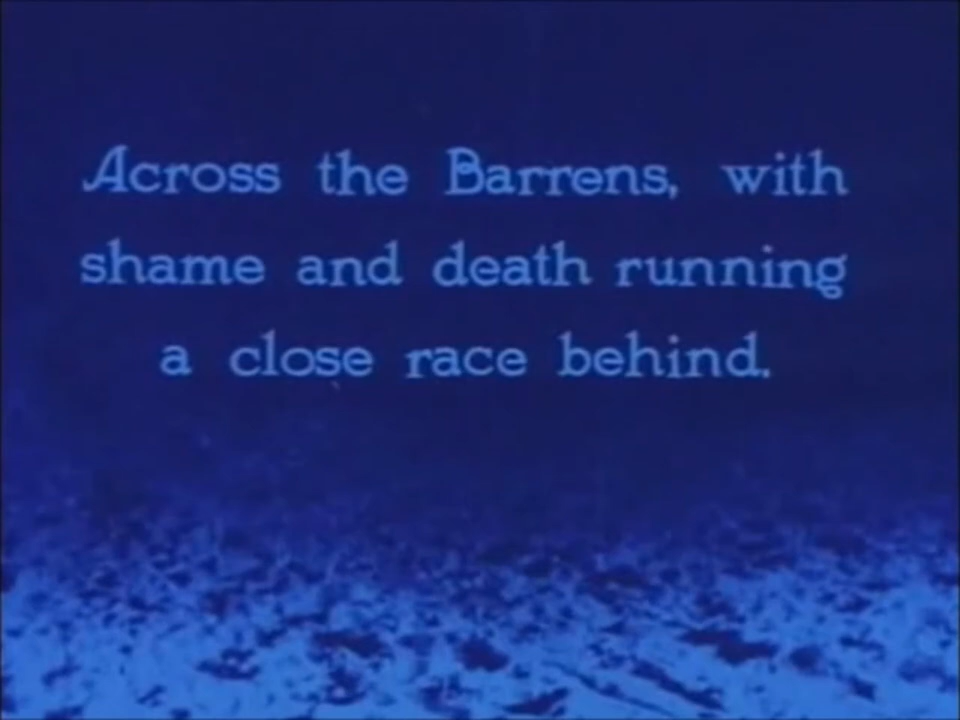 Across the Barrens, with
shame and death running
a close race behind.